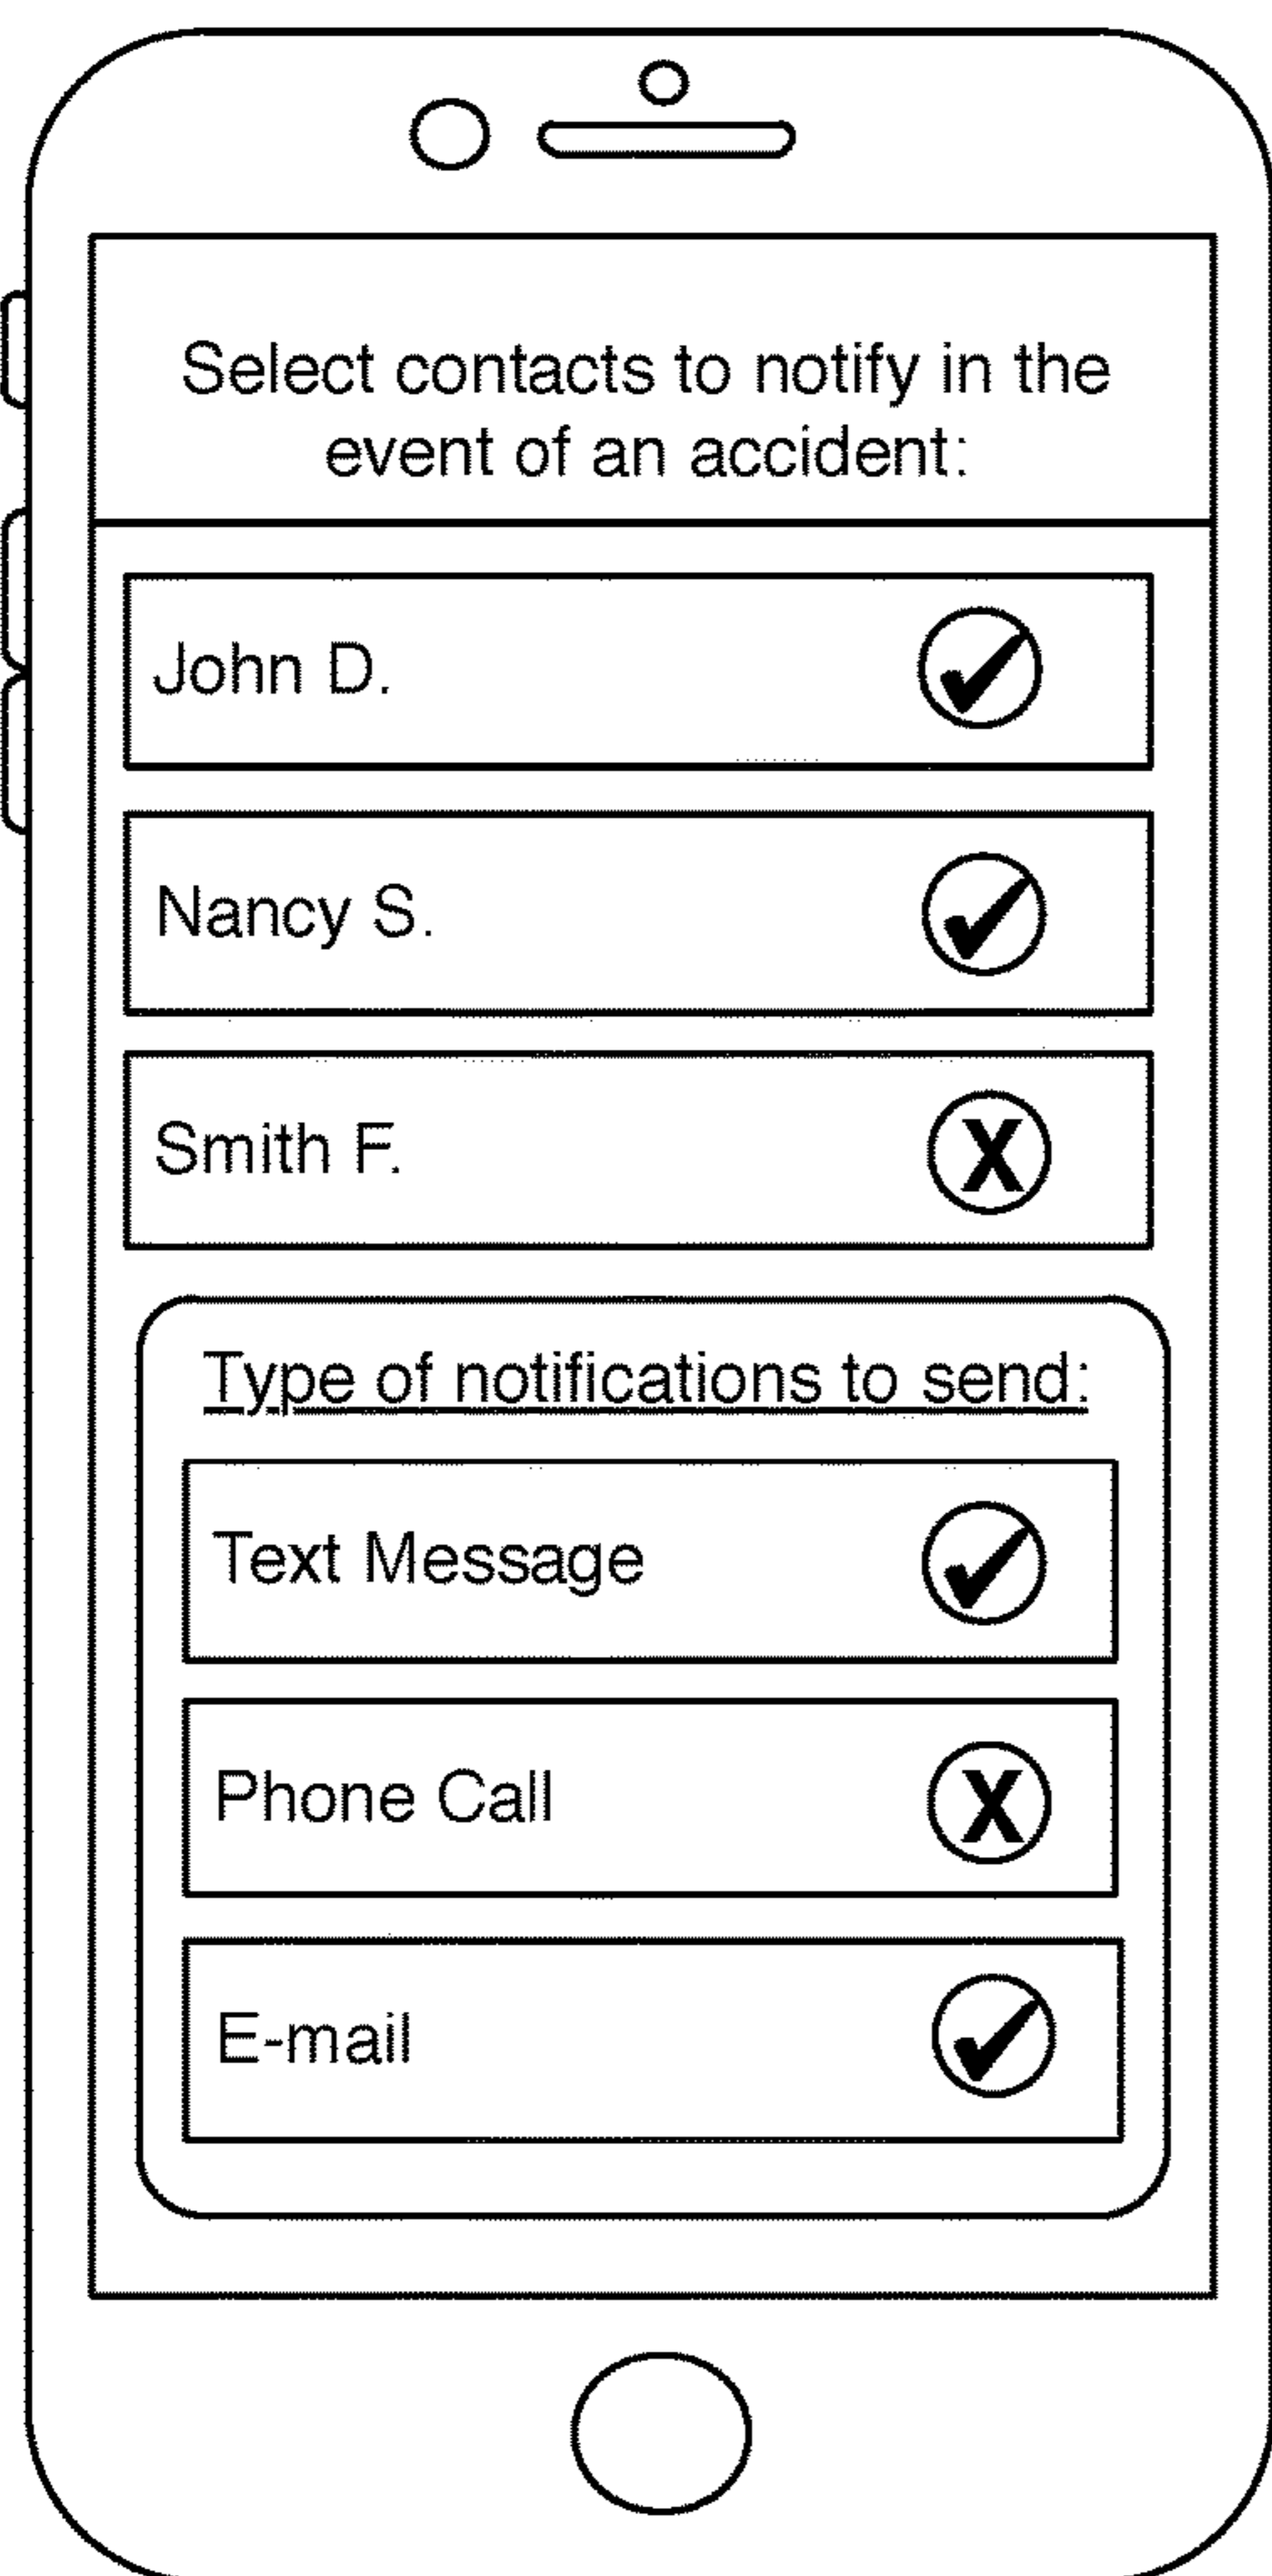 Select contacts to notify in the
event of an accident:
John D.
Nancy S.
Smith F.
X
Type of notifications to send:
Text Message
Phone Call
X
E-mail